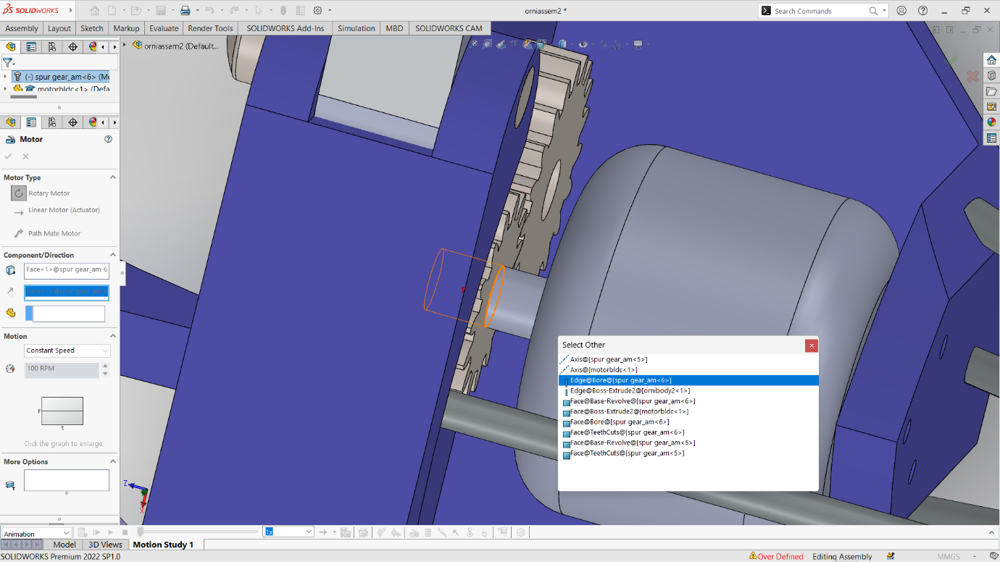 SOLIDWORKS
orniassem2 *
Search Commands
Assembly Layout Sketch Markup Evaluate Render Tools SOLIDWORKS Add-Ins Simulation MBD SOLIDWORKS CAM
orniassem2 (Default...
(-) spur gear_am<6> (Me
motorbldc<1> (Defa
Motor
Motor Type
Rotary Motor
Linear Motor (Actuator)
Path Mate Motor
Component/Direction
Face<1>@spur gear_am-6
Face<1>@spur gear_am-6
Motion
Constant Speed
100 RPM
F
t
Click the graph to enlarge
More Options
Select Other
Axis@[spur gear_am<5>]
Axis@[motorbldc<1>]
Edge@Bore@[spur gear_am<6>]
Edge@Boss-Extrude2@[ornibody2<1>]
Face@Base-Revolve@[spur gear_am<6>]
Face@Boss-Extrude2@[motorbldc<1>]
Face@Bore@[spur gear_am<6>]
Face@TeethCuts@[spur gear_am<6>]
Face@Base-Revolve@[spur gear_am<5>]
Face@TeethCuts@[spur gear_am<5>]
Z
X
Animation
1x
Model 3D Views Motion Study 1
SOLIDWORKS Premium 2022 SP1.0
Over Defined Editing Assembly MMGS